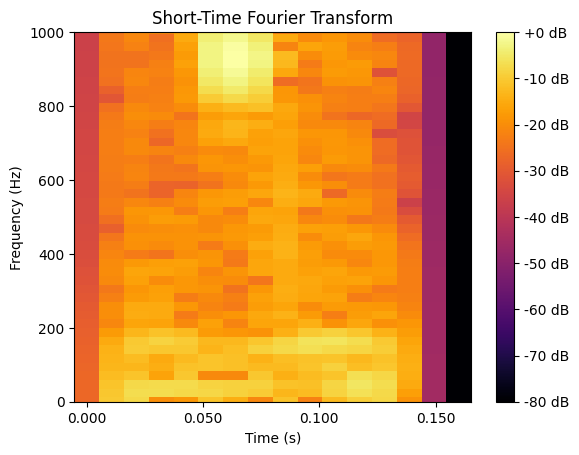 Short-Time Fourier Transform
1000
800
600
400
200
0
Frequency (Hz)
0.000
0.050
0.100
0.150
Time (s)
+0 dB
-10 dB
-20 dB
-30 dB
-40 dB
-50 dB
-60 dB
-70 dB
-80 dB